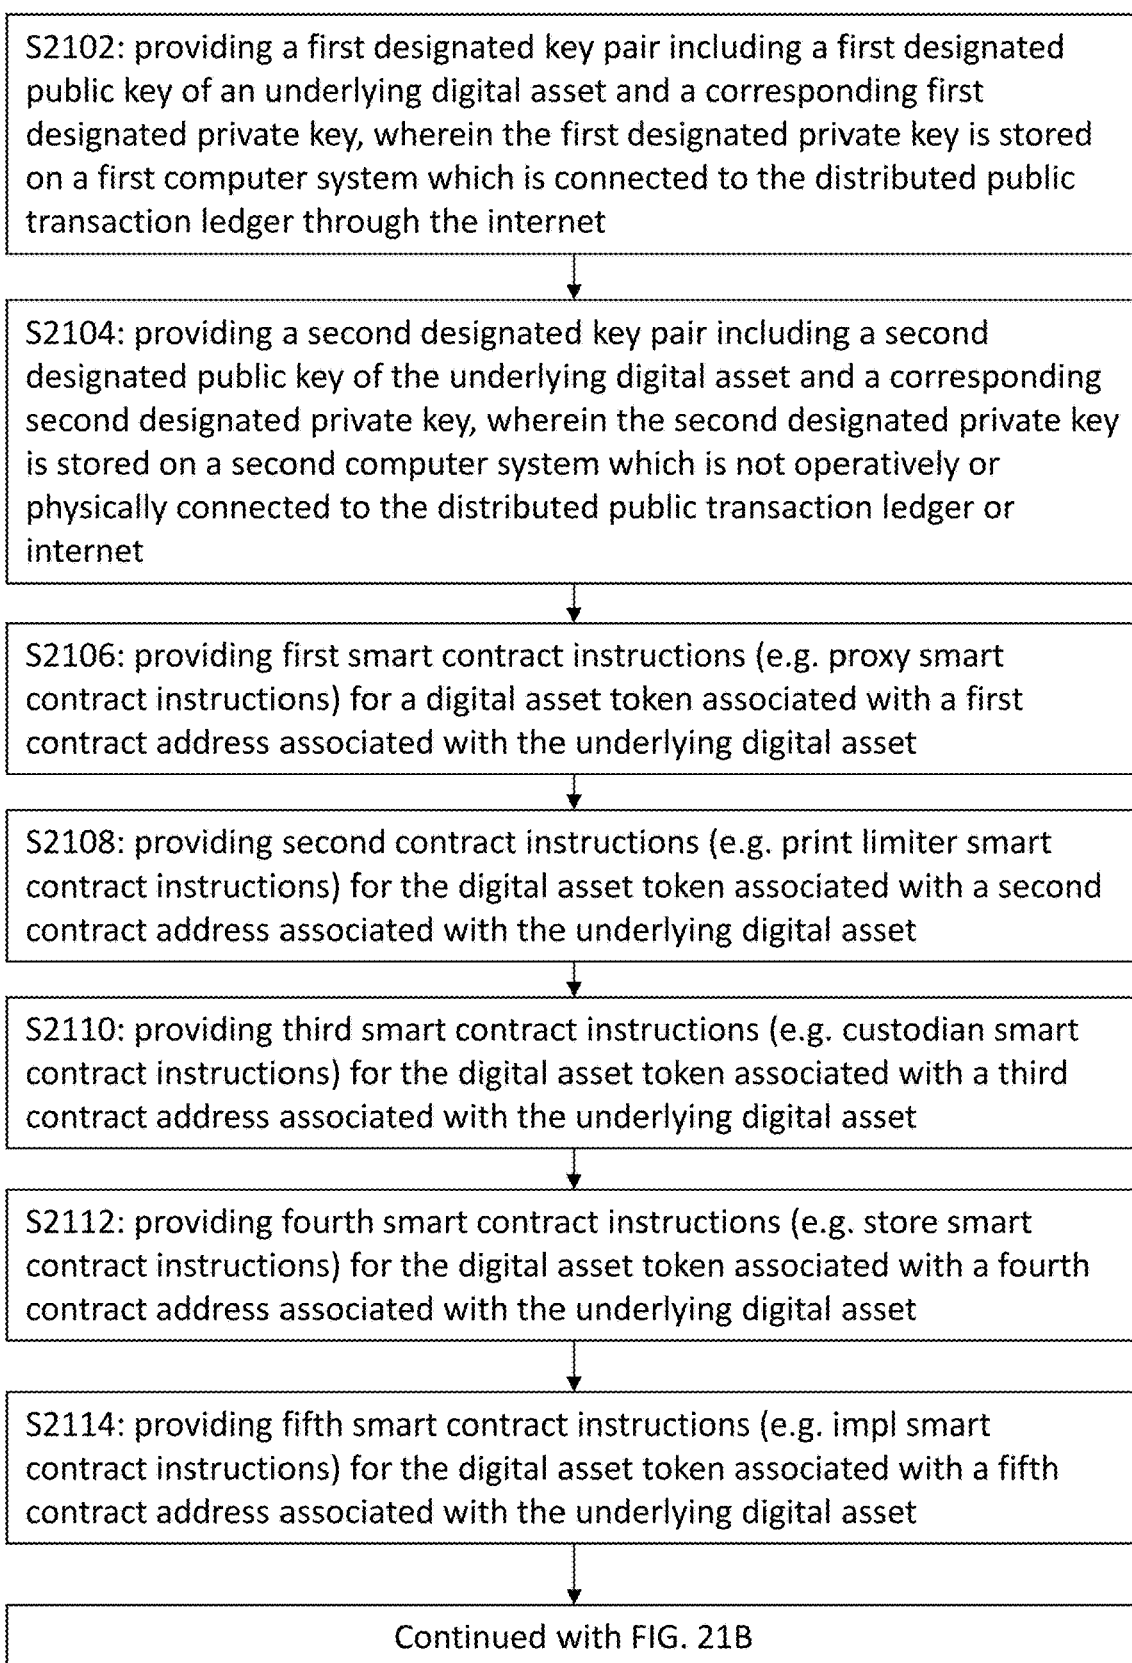 S2102: providing a first designated key pair including a first designated
public key of an underlying digital asset and a corresponding first
designated private key, wherein the first designated private key is stored
on a first computer system which is connected to the distributed public
transaction ledger through the internet
S2104: providing a second designated key pair including a second
designated public key of the underlying digital asset and a corresponding
second designated private key, wherein the second designated private key
is stored on a second computer system which is not operatively or
physically connected to the distributed public transaction ledger or
internet
S2106: providing first smart contract instructions (e.g. proxy smart
contract instructions) for a digital asset token associated with a first
contract address associated with the underlying digital asset
S2108: providing second contract instructions (e.g. print limiter smart
contract instructions) for the digital asset token associated with a second
contract address associated with the underlying digital asset
S2110: providing third smart contract instructions (e.g. custodian smart
contract instructions) for the digital asset token associated with a third
contract address associated with the underlying digital asset
S2112: providing fourth smart contract instructions (e.g. store smart
contract instructions) for the digital asset token associated with a fourth
contract address associated with the underlying digital asset
S2114: providing fifth smart contract instructions (e.g. impl smart
contract instructions) for the digital asset token associated with a fifth
contract address associated with the underlying digital asset
Continued with FIG. 21B